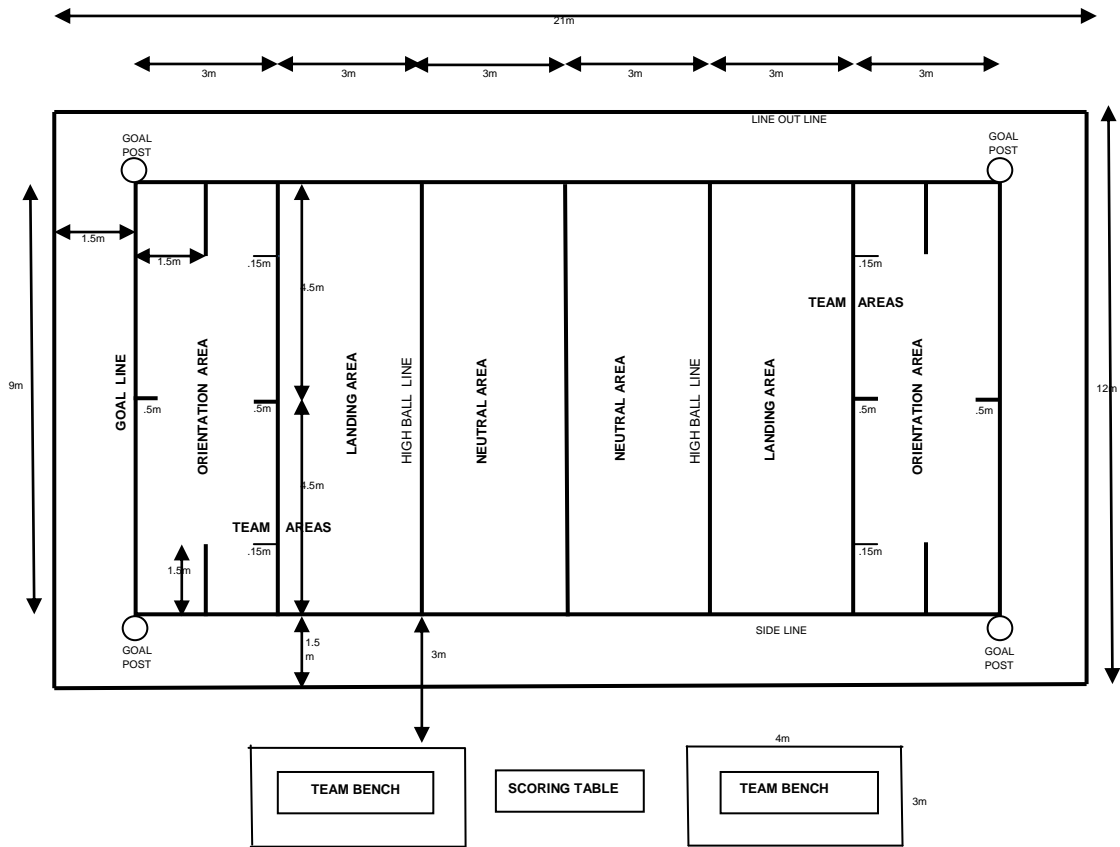 21m
3m
3m
3m
3m
3m
3m
LINE OUT LINE
GOAL
POST
GOAL
POST
1.5m
1.5m
.15m
4.5m
.15m
TEAM AREAS
9m
GOAL LINE
ORIENTATION AREA
LANDING AREA
HIGH BALL LINE
NEUTRAL AREA
NEUTRAL AREA
HIGH BALL LINE
LANDING AREA
ORIENTATION AREA
12m
.5m
.5m
.5m
.5m
4.5m
TEAM AREAS
.15m
.15m
1.5m
GOAL
POST
1.5
m
3m
SIDE LINE
GOAL
POST
4m
TEAM BENCH
SCORING TABLE
TEAM BENCH
3m